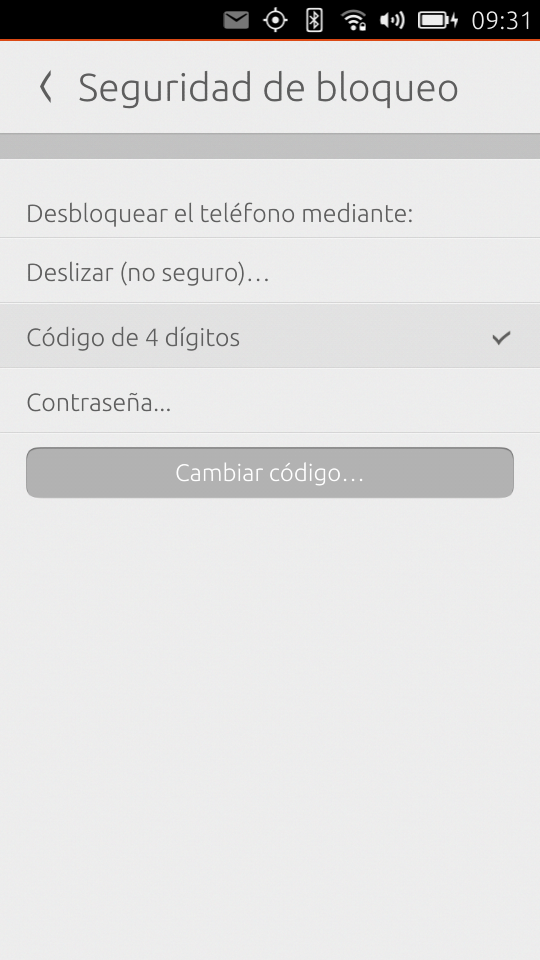 09:31
Seguridad de bloqueo
Desbloquear el teléfono mediante:
Deslizar (no seguro)…
Código de 4 dígitos
Contraseña...
Cambiar código…